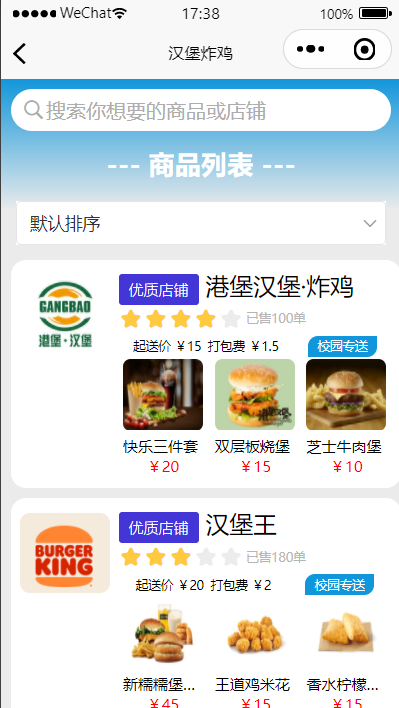 WeChat 17:38 100%
汉堡炸鸡
搜索你想要的商品或店铺
--- 商品列表 ---
默认排序
GANGBAO
港堡·汉堡
优质店铺 港堡汉堡·炸鸡
已售100单
起送价 ￥15 打包费 ￥1.5 校园专送
快乐三件套 双层板烧堡 芝士牛肉堡
￥20 ￥15 ￥10
BURGER
KING
优质店铺 汉堡王
已售180单
起送价 ￥20 打包费 ￥2 校园专送
新糯糯堡... 王道鸡米花 香水柠檬...
￥45 ￥15 ￥15